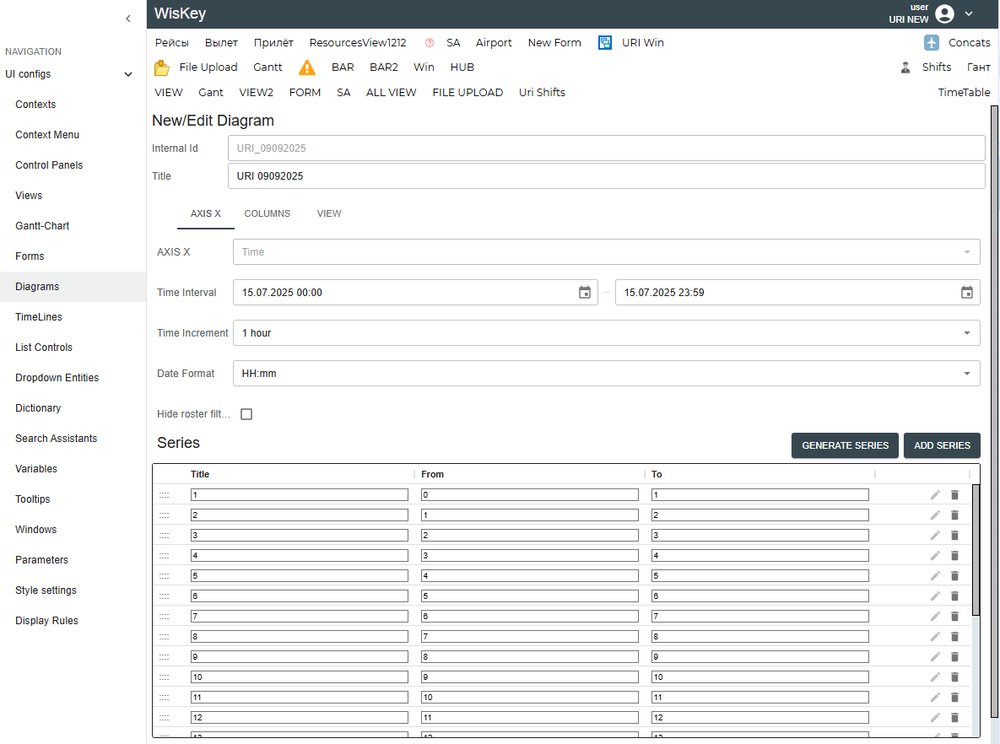 WisKey
user
URI NEW
NAVIGATION
UI configs
Contexts
Context Menu
Control Panels
Views
Gantt-Chart
Forms
Diagrams
TimeLines
List Controls
Dropdown Entities
Dictionary
Search Assistants
Variables
Tooltips
Windows
Parameters
Style settings
Display Rules
Рейсы Вылет Прилёт ResourcesView1212 SA Airport New Form URI Win Concats
File Upload Gantt BAR BAR2 Win HUB Shifts Гант
VIEW Gant VIEW2 FORM SA ALL VIEW FILE UPLOAD Uri Shifts TimeTable
New/Edit Diagram
Internal Id URI_09092025
Title URI 09092025
AXIS X COLUMNS VIEW
AXIS X Time
Time Interval 15.07.2025 00:00 – 15.07.2025 23:59
Time Increment 1 hour
Date Format HH:mm
Hide roster filt...
Series GENERATE SERIES ADD SERIES
Title From To
1 0 1
2 1 2
3 2 3
4 3 4
5 4 5
6 5 6
7 6 7
8 7 8
9 8 9
10 9 10
11 10 11
12 11 12
13 12 13